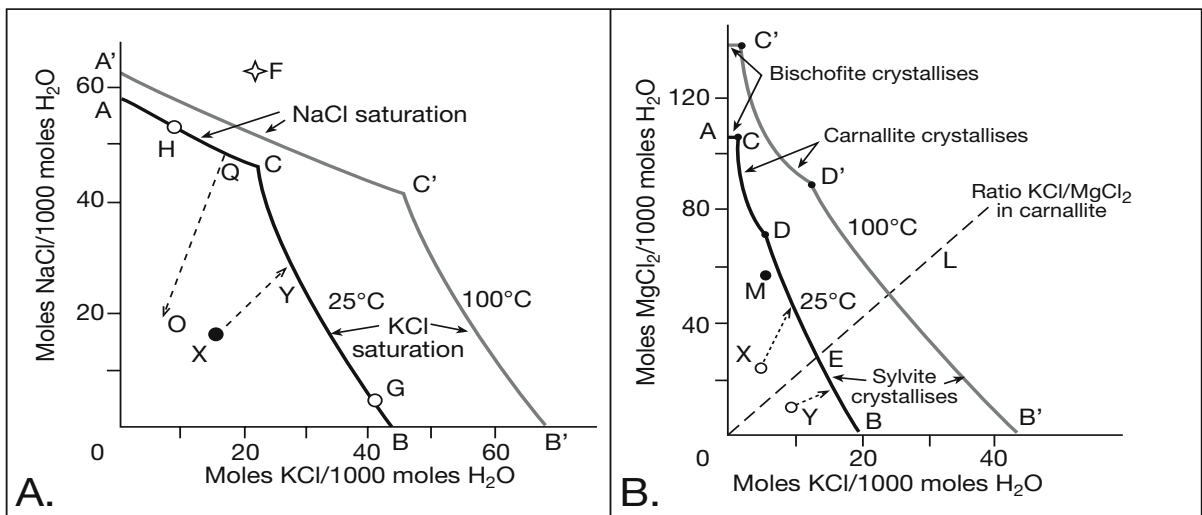 A'
60
A
F
NaCl saturation
H
Q
C
C'
40
20
O
X
Y
25°C
100°C
KCl
saturation
G
B
B'
0
20
40
60
Moles NaCl/1000 moles H₂O
Moles KCl/1000 moles H₂O
A.
C'
Bischofite crystallises
120
A
C
Carnallite crystallises
D'
Ratio KCl/MgCl₂
in carnallite
80
D
100°C
L
M
25°C
40
X
E
Sylvite
crystallises
Y
B
B'
0
20
40
Moles MgCl₂/1000 moles H₂O
Moles KCl/1000 moles H₂O
B.